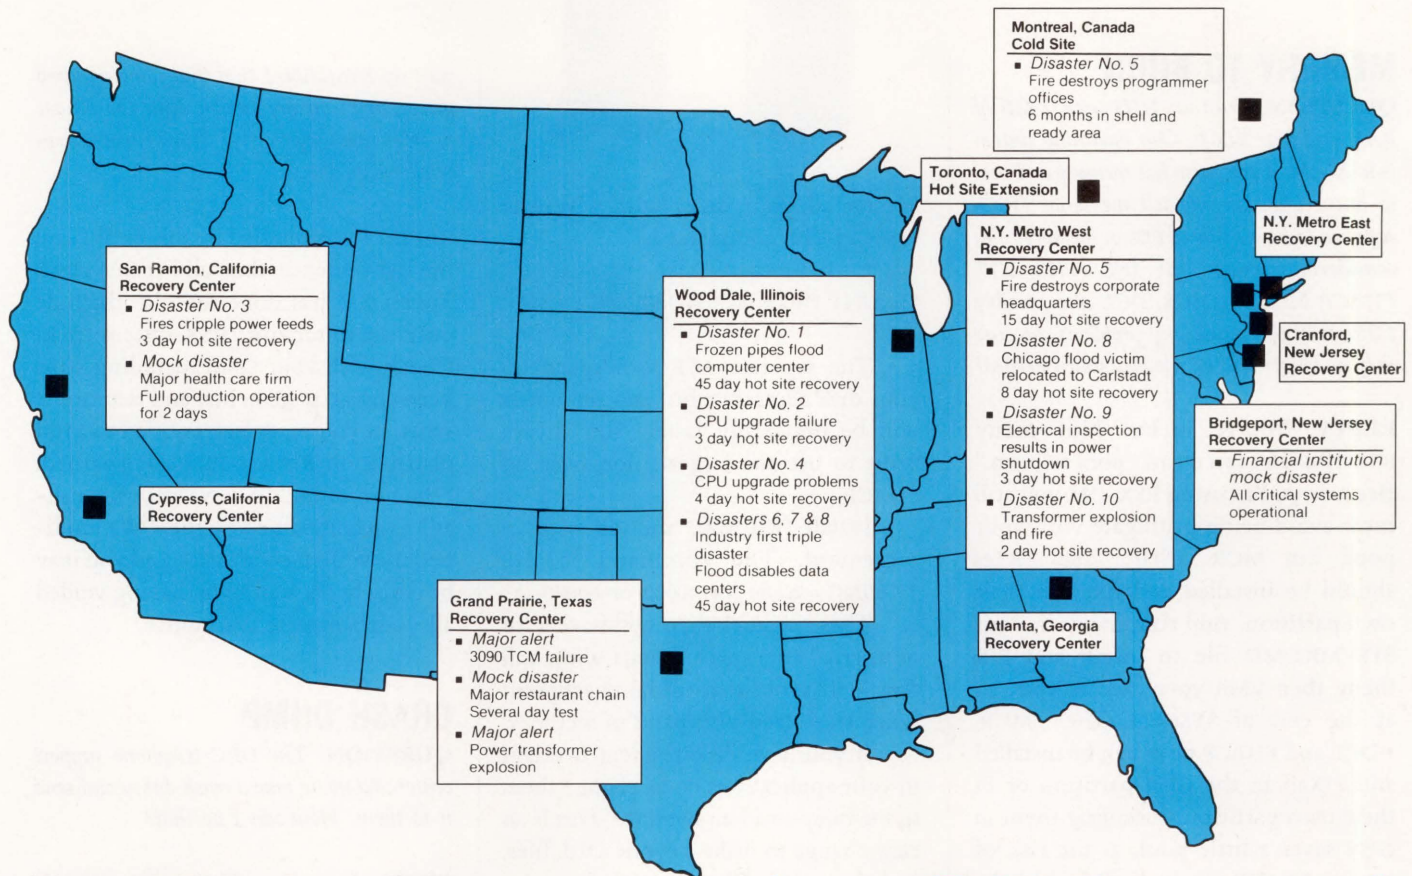 Montreal, Canada
Cold Site
▪ Disaster No. 5
Fire destroys programmer
offices
6 months in shell and
ready area
Toronto, Canada
Hot Site Extension
N.Y. Metro East
Recovery Center
N.Y. Metro West
Recovery Center
▪ Disaster No. 5
Fire destroys corporate
headquarters
15 day hot site recovery
▪ Disaster No. 8
Chicago flood victim
relocated to Carlstadt
8 day hot site recovery
▪ Disaster No. 9
Electrical inspection
results in power
shutdown
3 day hot site recovery
▪ Disaster No. 10
Transformer explosion
and fire
2 day hot site recovery
San Ramon, California
Recovery Center
▪ Disaster No. 3
Fires cripple power feeds
3 day hot site recovery
▪ Mock disaster
Major health care firm
Full production operation
for 2 days
Wood Dale, Illinois
Recovery Center
▪ Disaster No. 1
Frozen pipes flood
computer center
45 day hot site recovery
▪ Disaster No. 2
CPU upgrade failure
3 day hot site recovery
▪ Disaster No. 4
CPU upgrade problems
4 day hot site recovery
▪ Disasters 6, 7 & 8
Industry first triple
disaster
Flood disables data
centers
45 day hot site recovery
Cranford,
New Jersey
Recovery Center
Bridgeport, New Jersey
Recovery Center
▪ Financial institution
mock disaster
All critical systems
operational
Cypress, California
Recovery Center
Grand Prairie, Texas
Recovery Center
▪ Major alert
3090 TCM failure
▪ Mock disaster
Major restaurant chain
Several day test
▪ Major alert
Power transformer
explosion
Atlanta, Georgia
Recovery Center